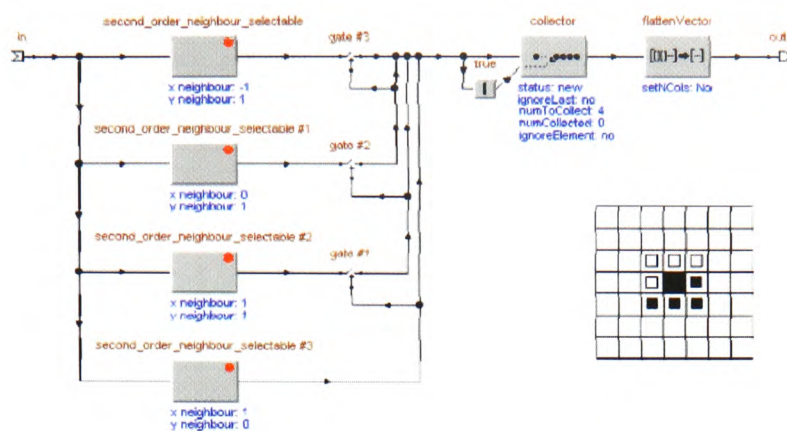 second_order_neighbour_selectable
collector
flattenVector
in
gate #3
true
out
[[]{}--]⇒[--]
x neighbour: -1
y neighbour: 1
status: new
ignoreLast: no
numToCollect: 4
numCollected: 0
ignoreElement: no
setNCols: No
second_order_neighbour_selectable #1
gate #2
x neighbour: 0
y neighbour: 1
second_order_neighbour_selectable #2
gate #1
x neighbour: 1
y neighbour: 1
second_order_neighbour_selectable #3
x neighbour: 1
y neighbour: 0